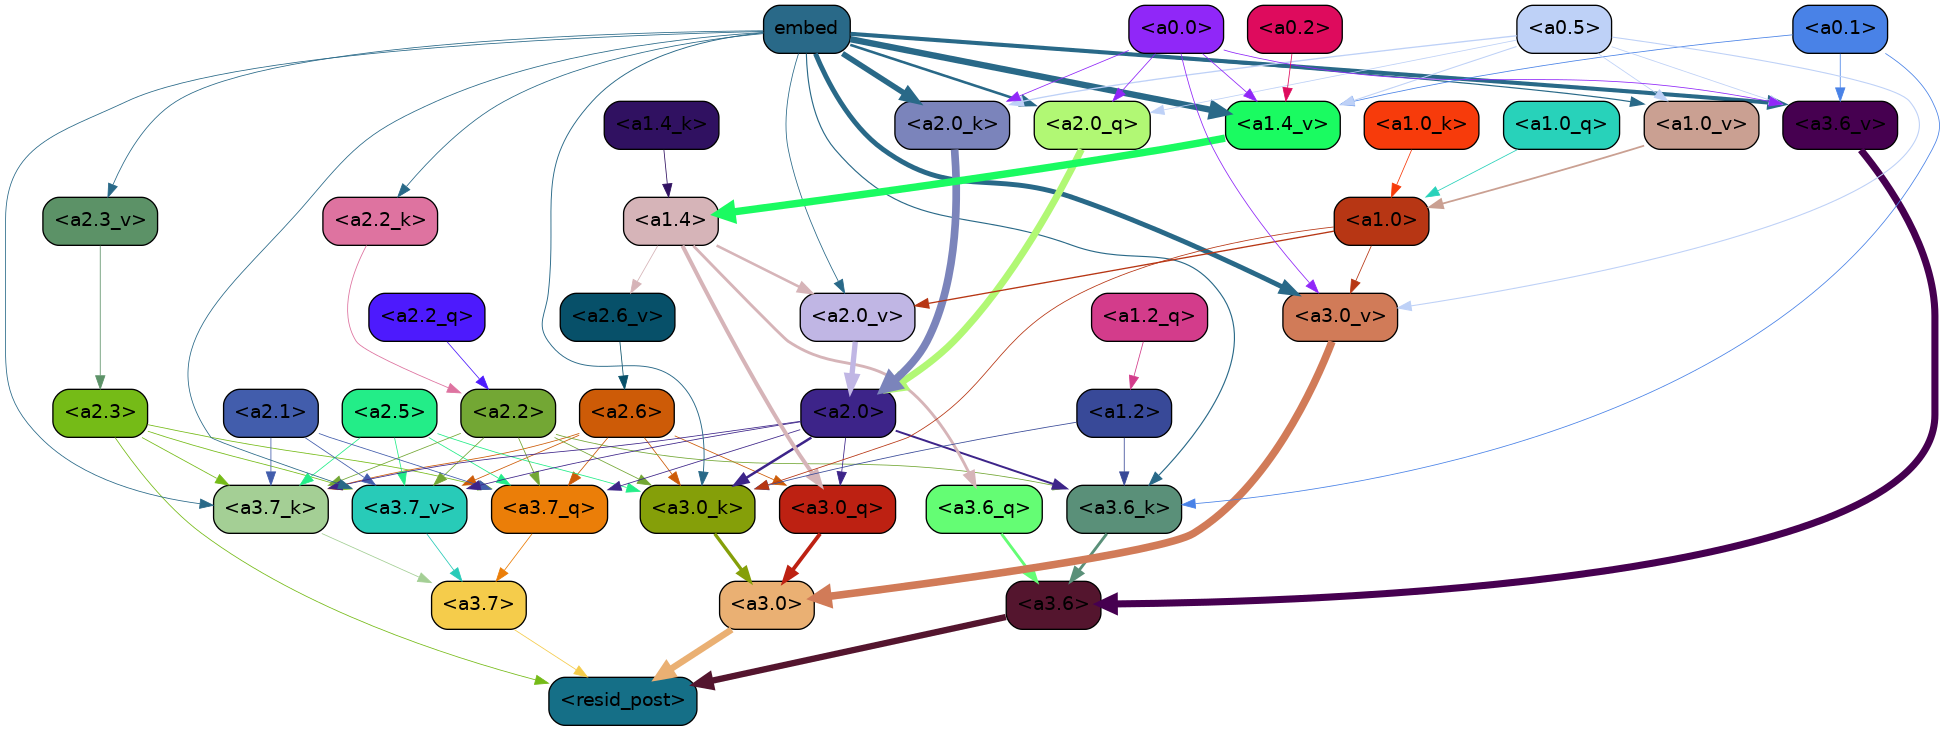 embed
<a0.0>
<a0.2>
<a0.5>
<a0.1>
<a1.4_k>
<a2.0_k>
<a2.0_q>
<a1.4_v>
<a1.0_k>
<a1.0_q>
<a1.0_v>
<a3.6_v>
<a2.3_v>
<a2.2_k>
<a1.4>
<a1.0>
<a2.2_q>
<a2.6_v>
<a2.0_v>
<a1.2_q>
<a3.0_v>
<a2.3>
<a2.1>
<a2.5>
<a2.2>
<a2.6>
<a2.0>
<a1.2>
<a3.7_k>
<a3.7_v>
<a3.7_q>
<a3.0_k>
<a3.0_q>
<a3.6_q>
<a3.6_k>
<a3.7>
<a3.0>
<a3.6>
<resid_post>